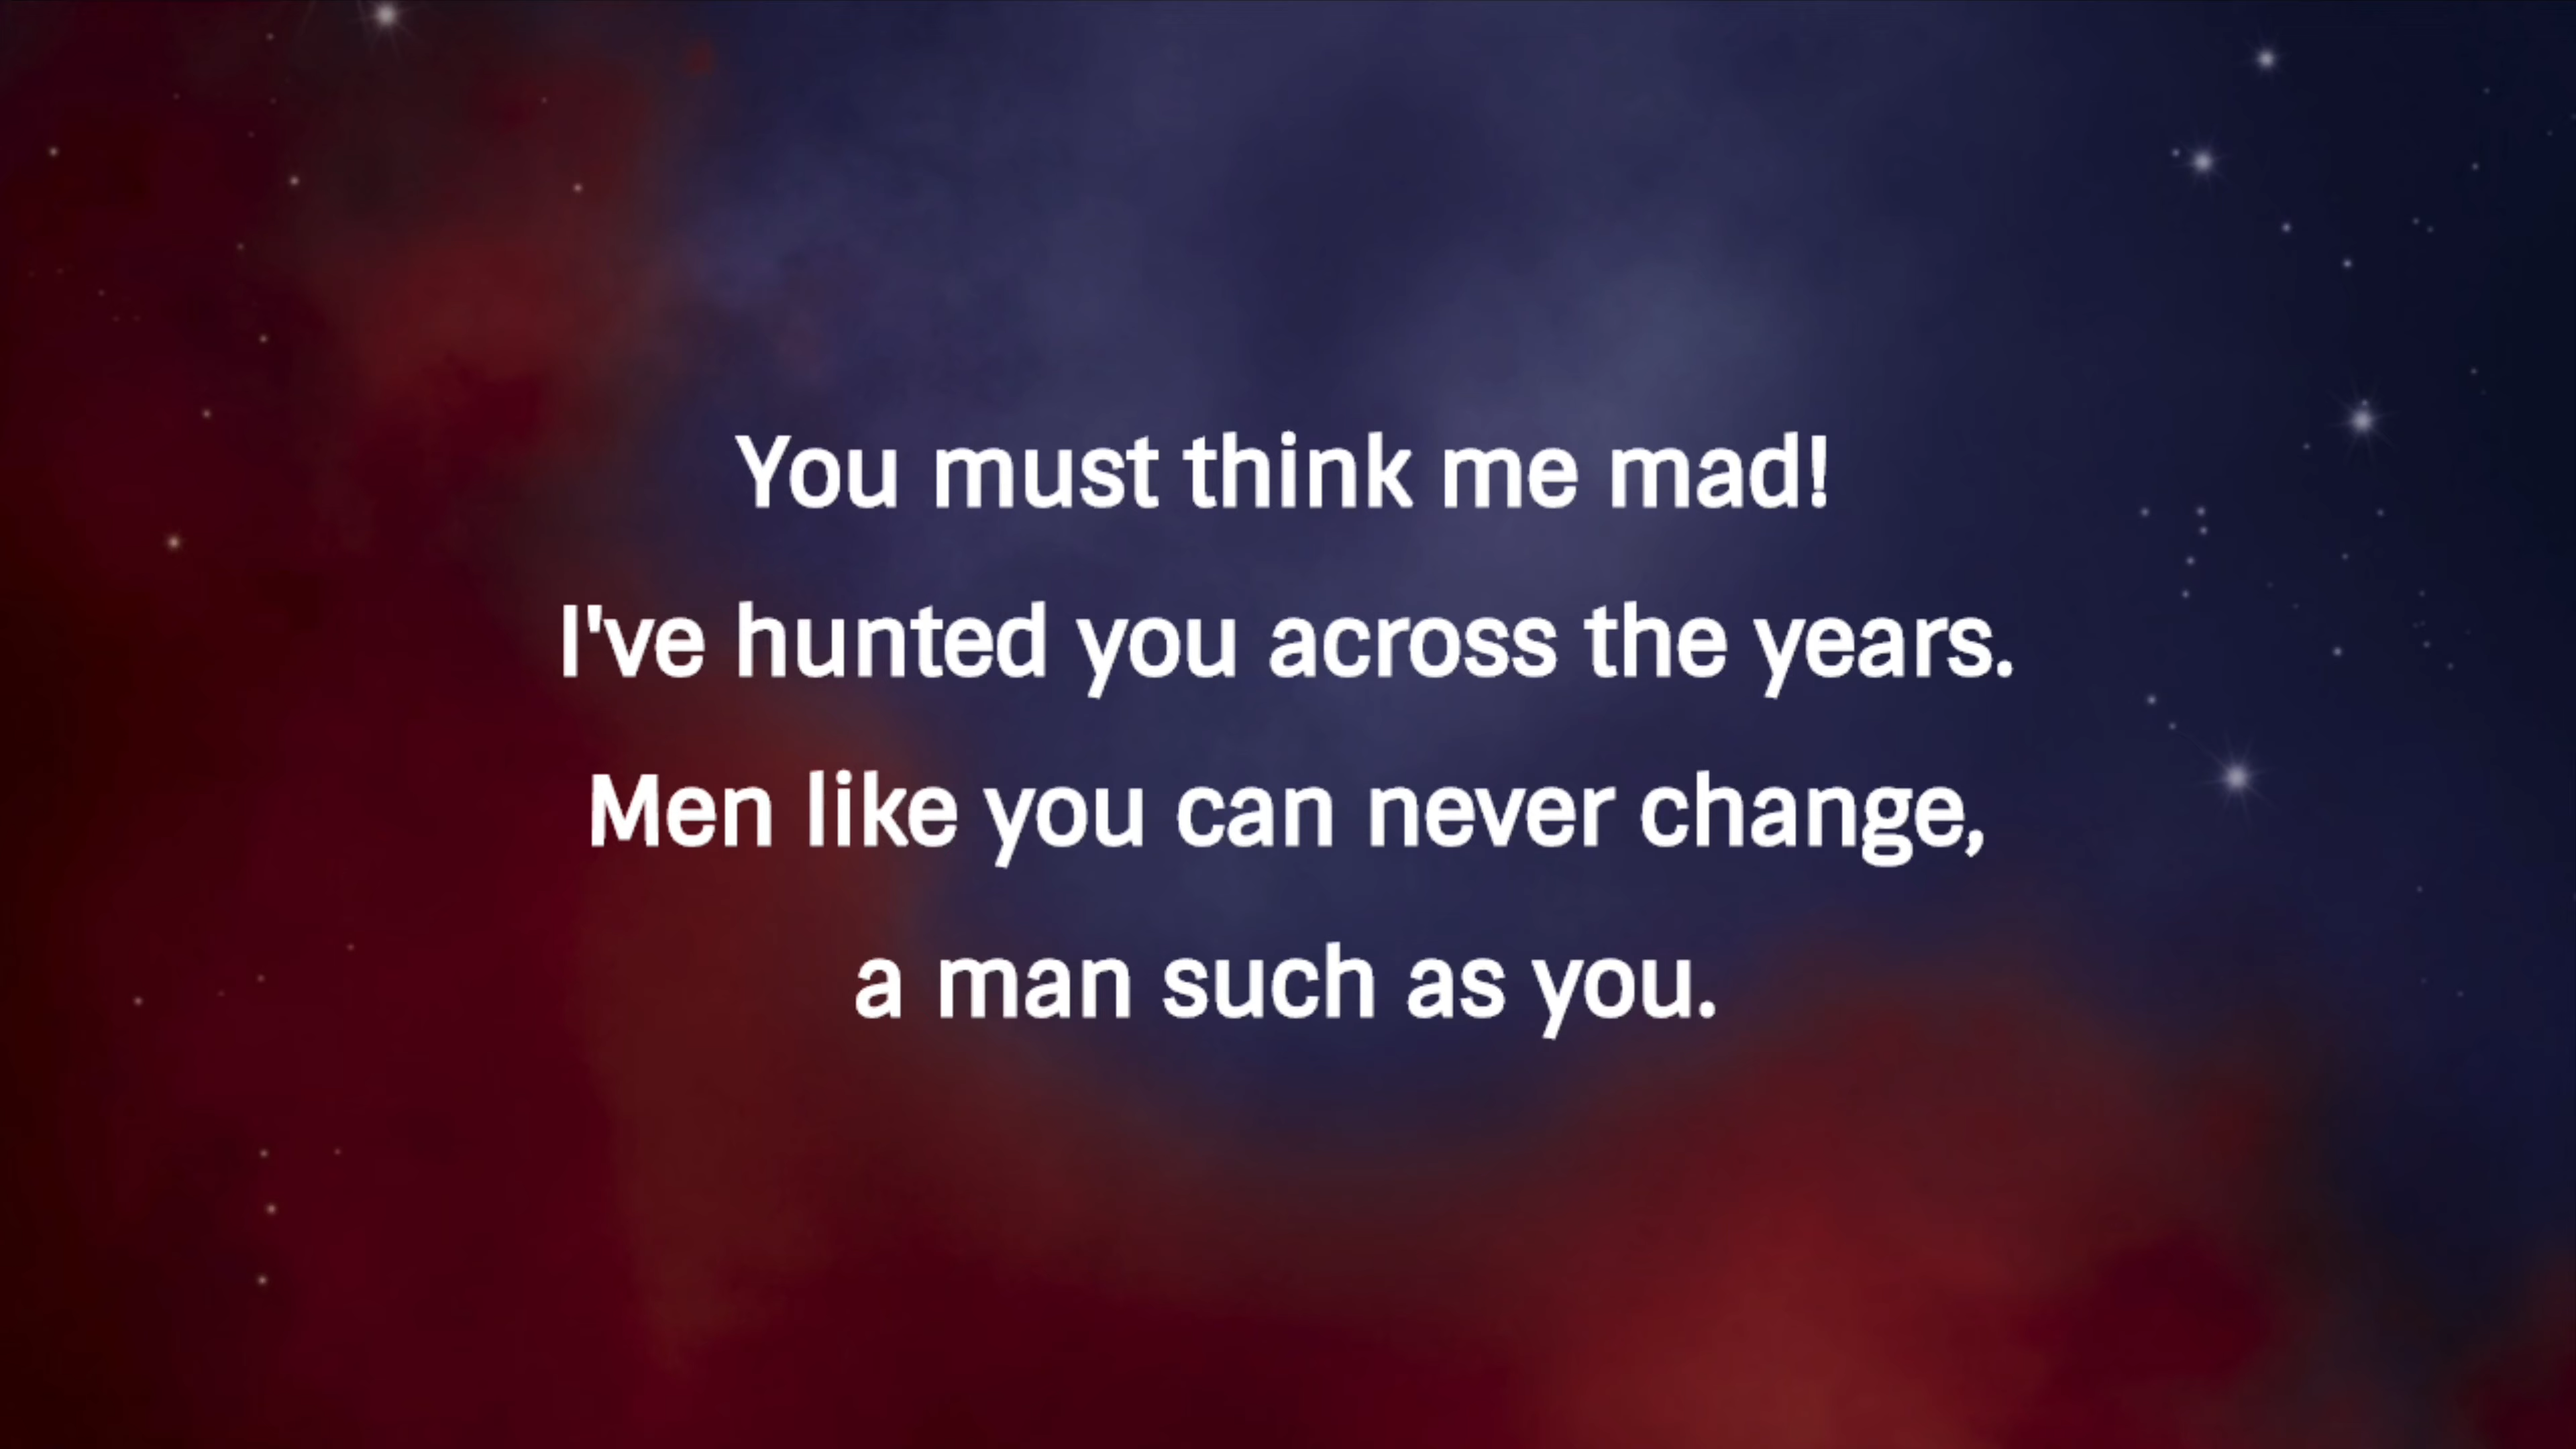 You must think me mad!
I've hunted you across the years.
Men like you can never change,
a man such as you.